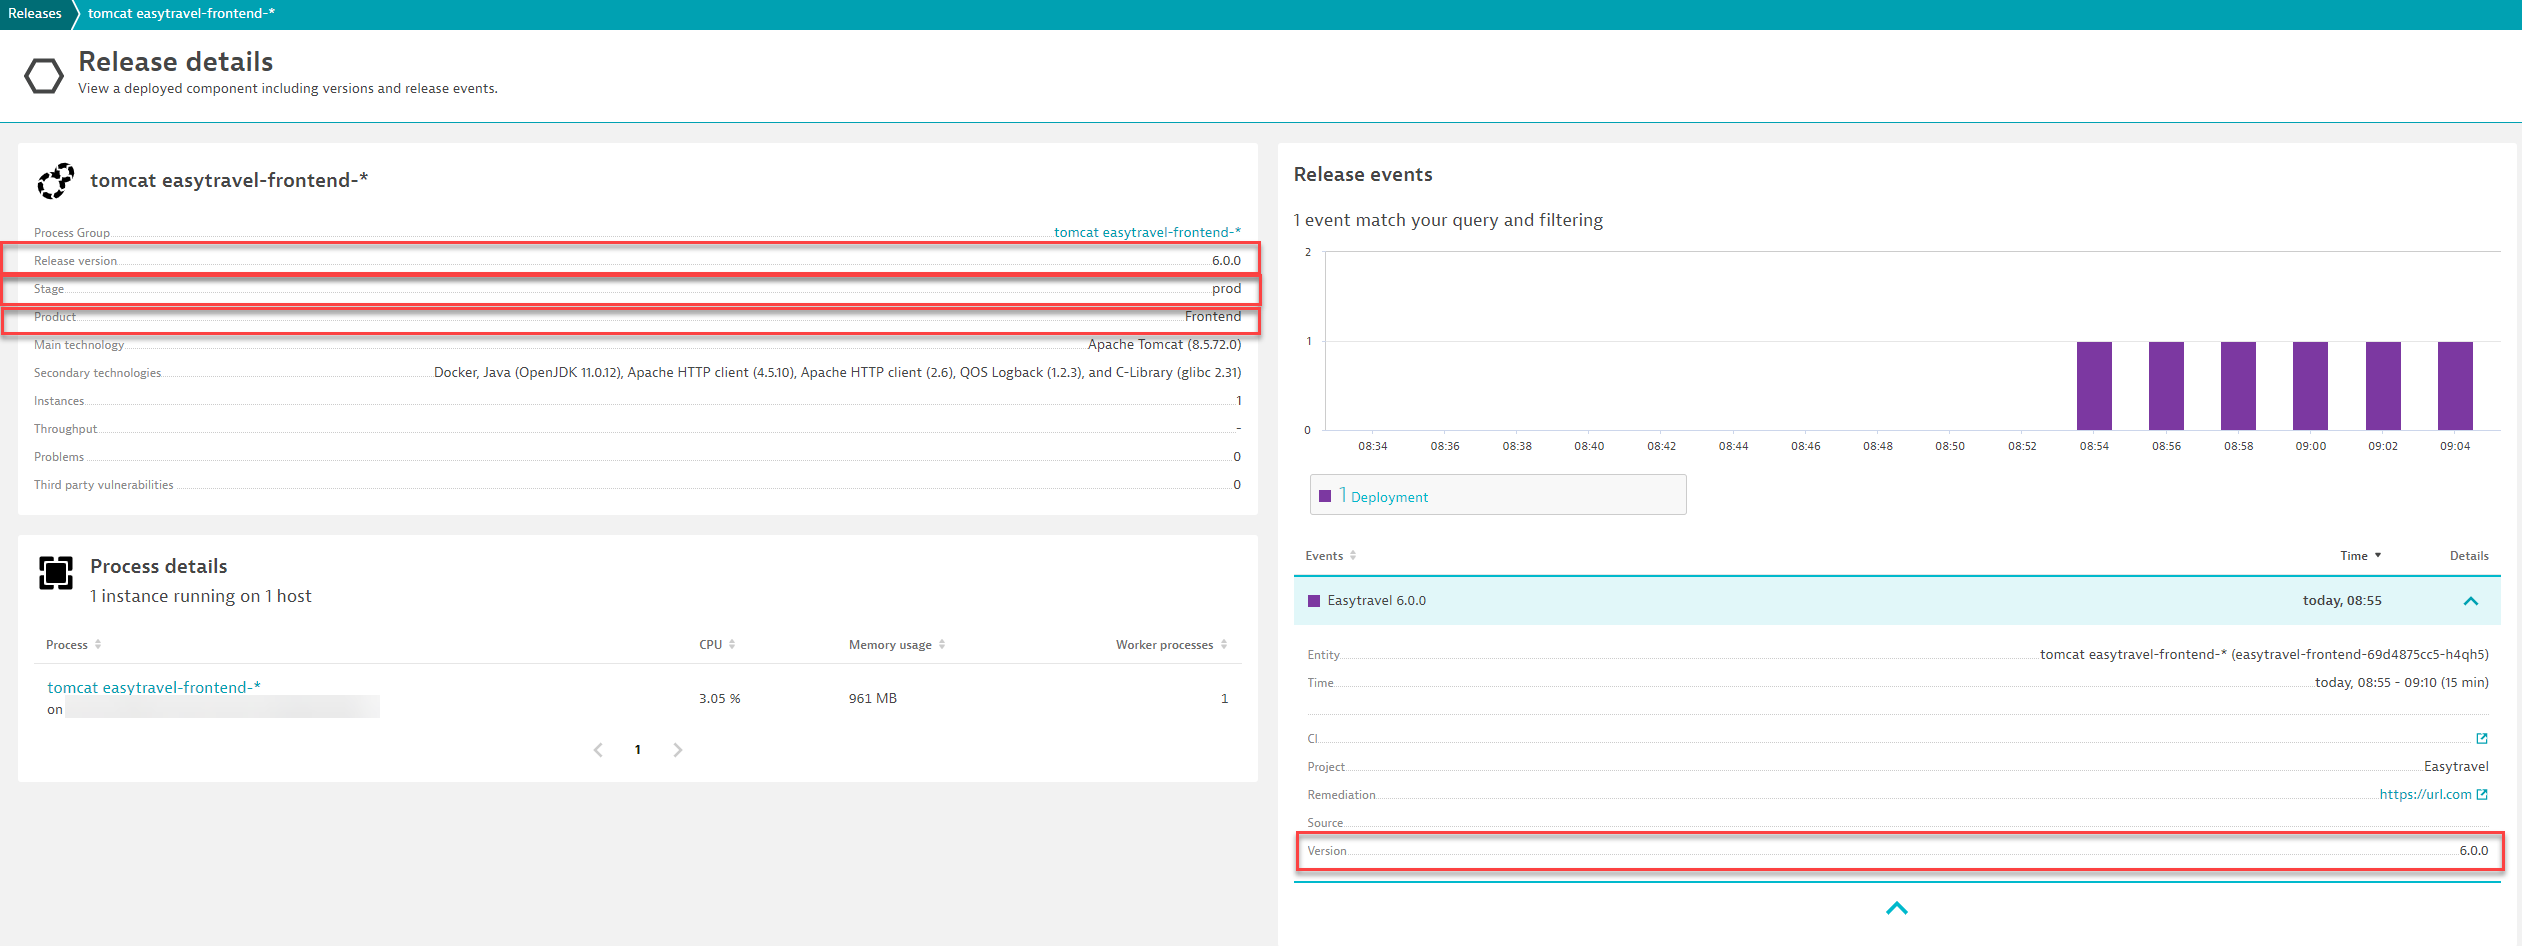 Releases
tomcat easytravel-frontend-*
Release details
View a deployed component including versions and release events.
tomcat easytravel-frontend-*
Process Group tomcat easytravel-frontend-*
Release version 6.0.0
Stage prod
Product Frontend
Main technology Apache Tomcat (8.5.72.0)
Secondary technologies Docker, Java (OpenJDK 11.0.12), Apache HTTP client (4.5.10), Apache HTTP client (2.6), QOS Logback (1.2.3), and C-Library (glibc 2.31)
Instances 1
Throughput -
Problems 0
Third party vulnerabilities 0
Process details
1 instance running on 1 host
Process CPU Memory usage Worker processes
tomcat easytravel-frontend-*
on
3.05 % 961 MB 1
1
Release events
1 event match your query and filtering
2
1
0
08:34 08:36 08:38 08:40 08:42 08:44 08:46 08:48 08:50 08:52 08:54 08:56 08:58 09:00 09:02 09:04
1 Deployment
Events Time Details
Easytravel 6.0.0 today, 08:55
Entity tomcat easytravel-frontend-* (easytravel-frontend-69d4875cc5-h4qh5)
Time today, 08:55 - 09:10 (15 min)
CI
Project Easytravel
Remediation https://url.com
Source
Version 6.0.0